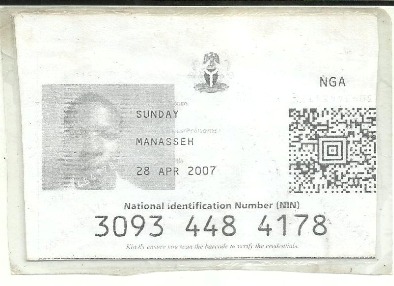 NGA
SUNDAY
MANASSEH
28 APR 2007
National Identification Number (NIN)
3093 448 4178
Kindly ensure you scan the barcode to verify the credentials